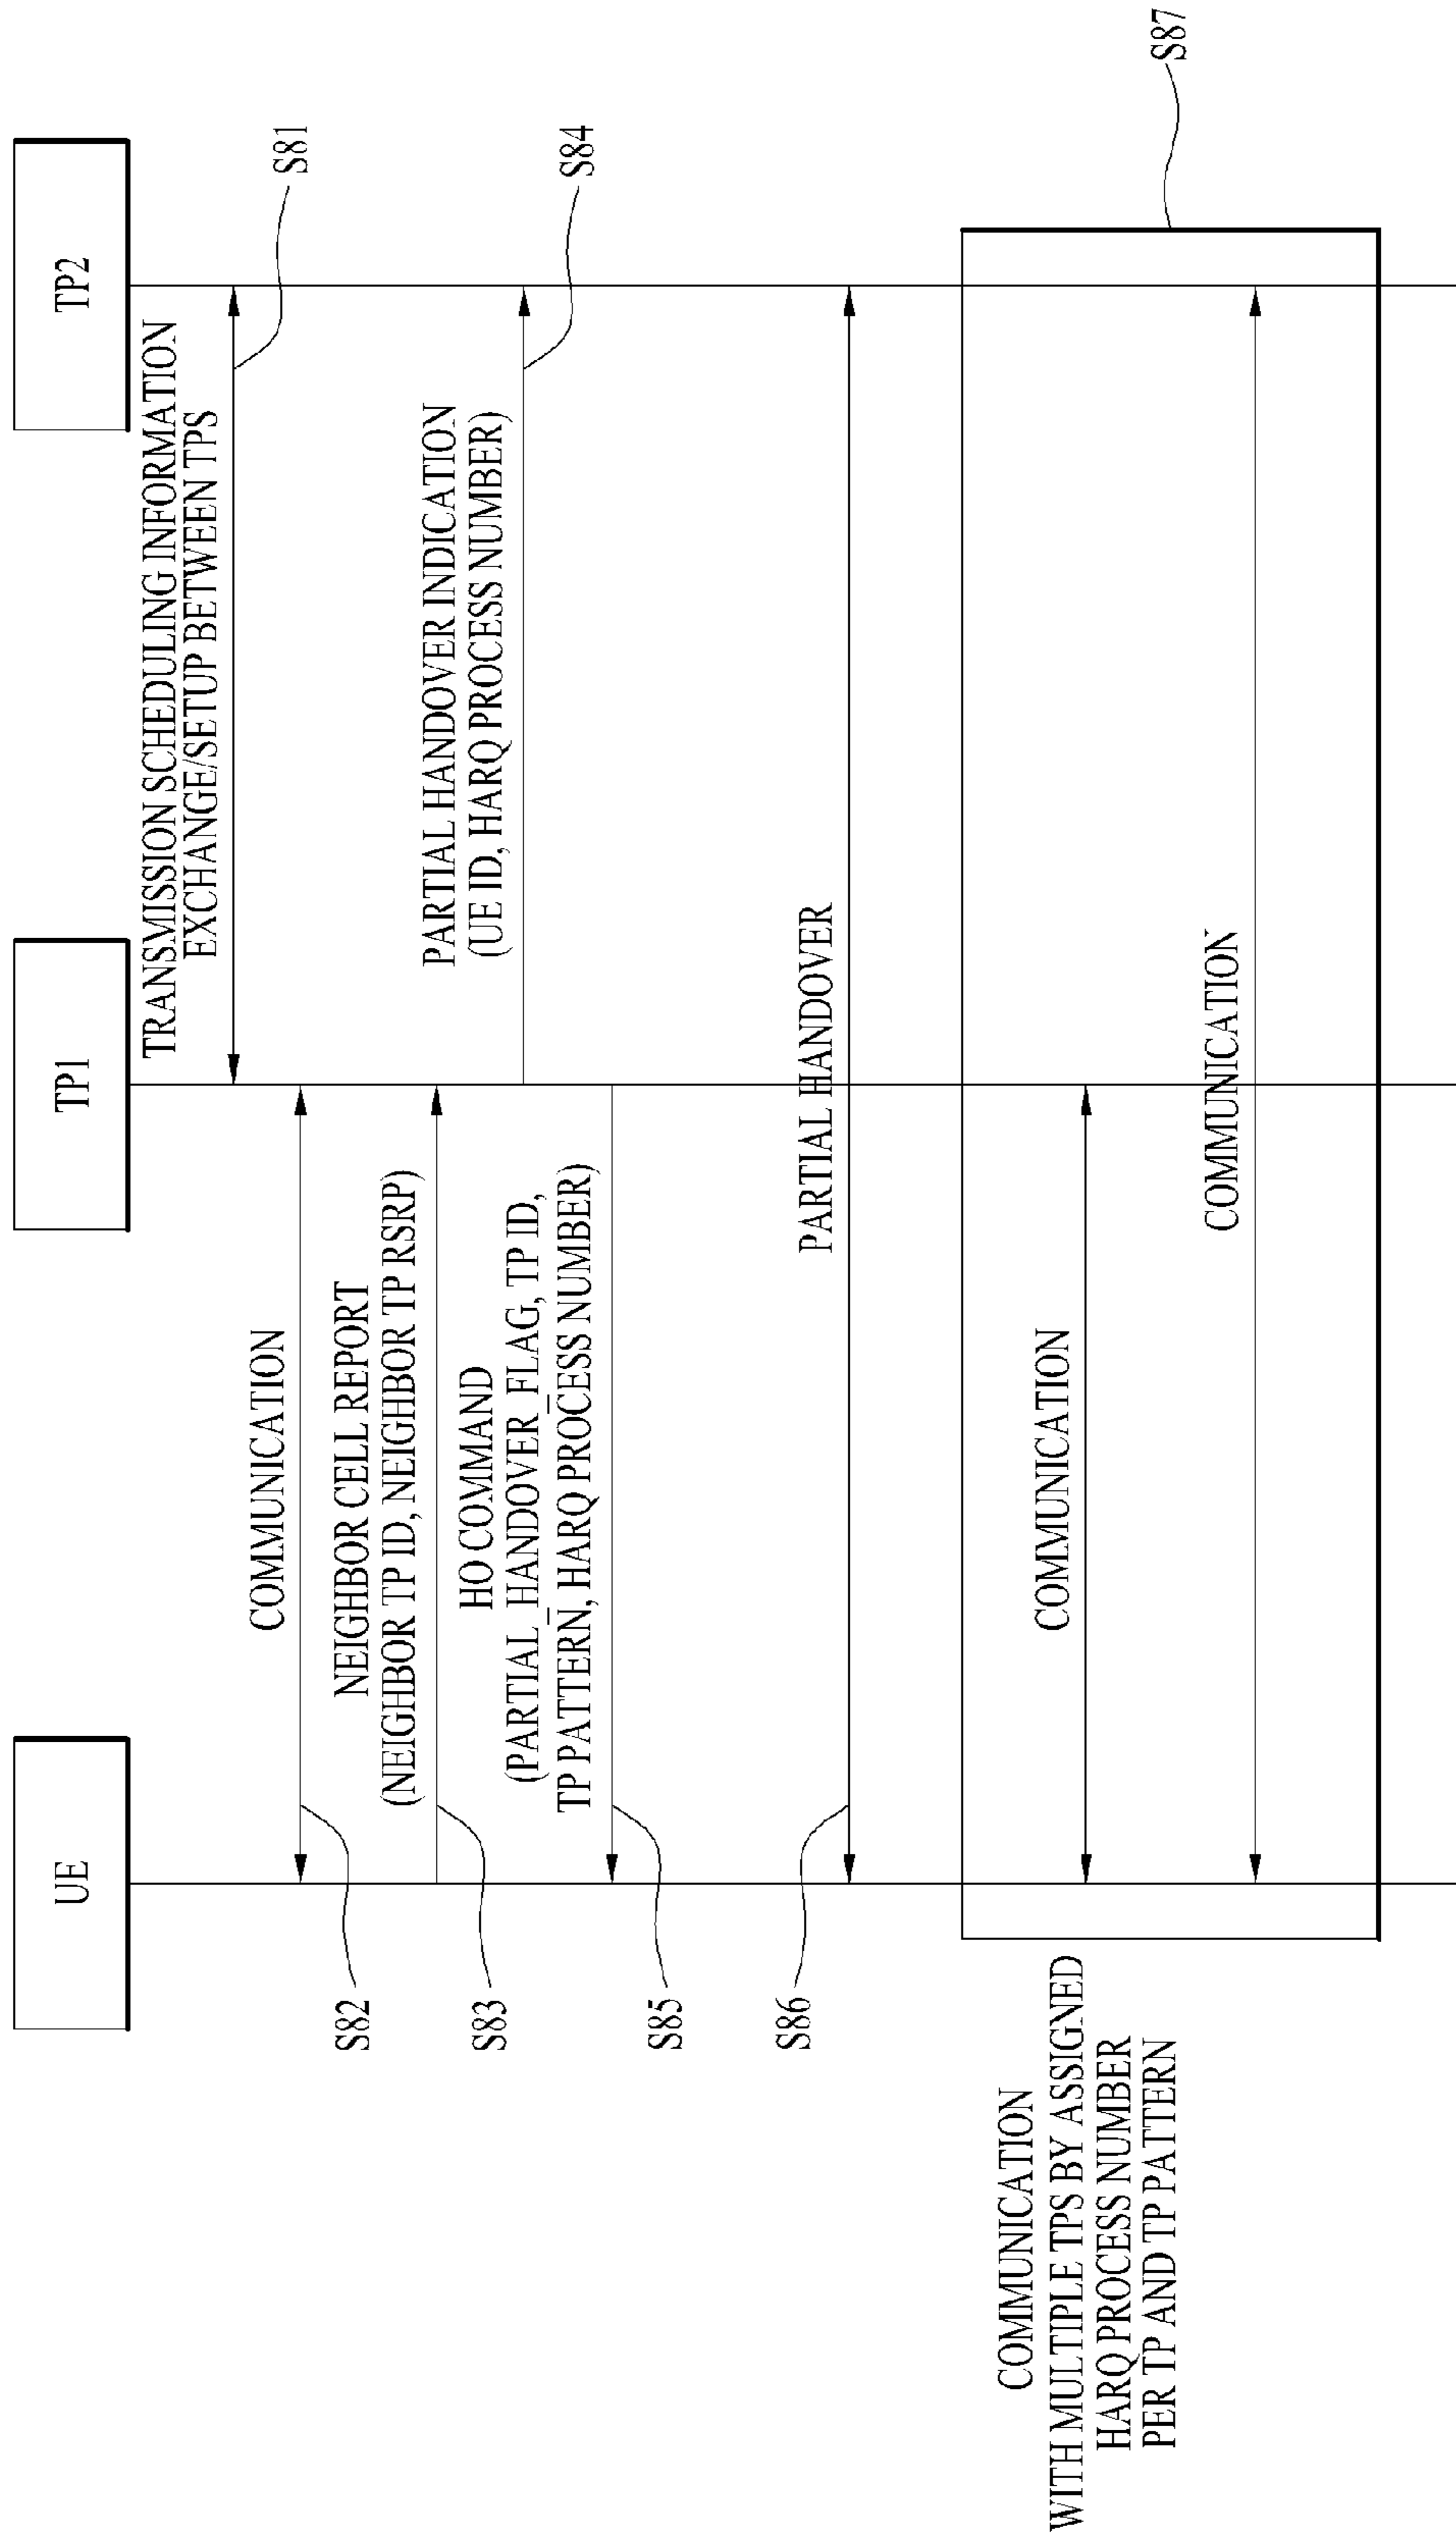 UE
TP1
TP2
TRANSMISSION SCHEDULING INFORMATION
EXCHANGE/SETUP BETWEEN TPS
S81
COMMUNICATION
S82
NEIGHBOR CELL REPORT
(NEIGHBOR TP ID, NEIGHBOR TP RSRP)
S83
PARTIAL HANDOVER INDICATION
(UE ID, HARQ PROCESS NUMBER)
S84
HO COMMAND
(PARTIAL_HANDOVER_FLAG, TP ID,
TP PATTERN, HARQ PROCESS NUMBER)
S85
PARTIAL HANDOVER
S86
COMMUNICATION
WITH MULTIPLE TPS BY ASSIGNED
HARQ PROCESS NUMBER
PER TP AND TP PATTERN
COMMUNICATION
COMMUNICATION
S87